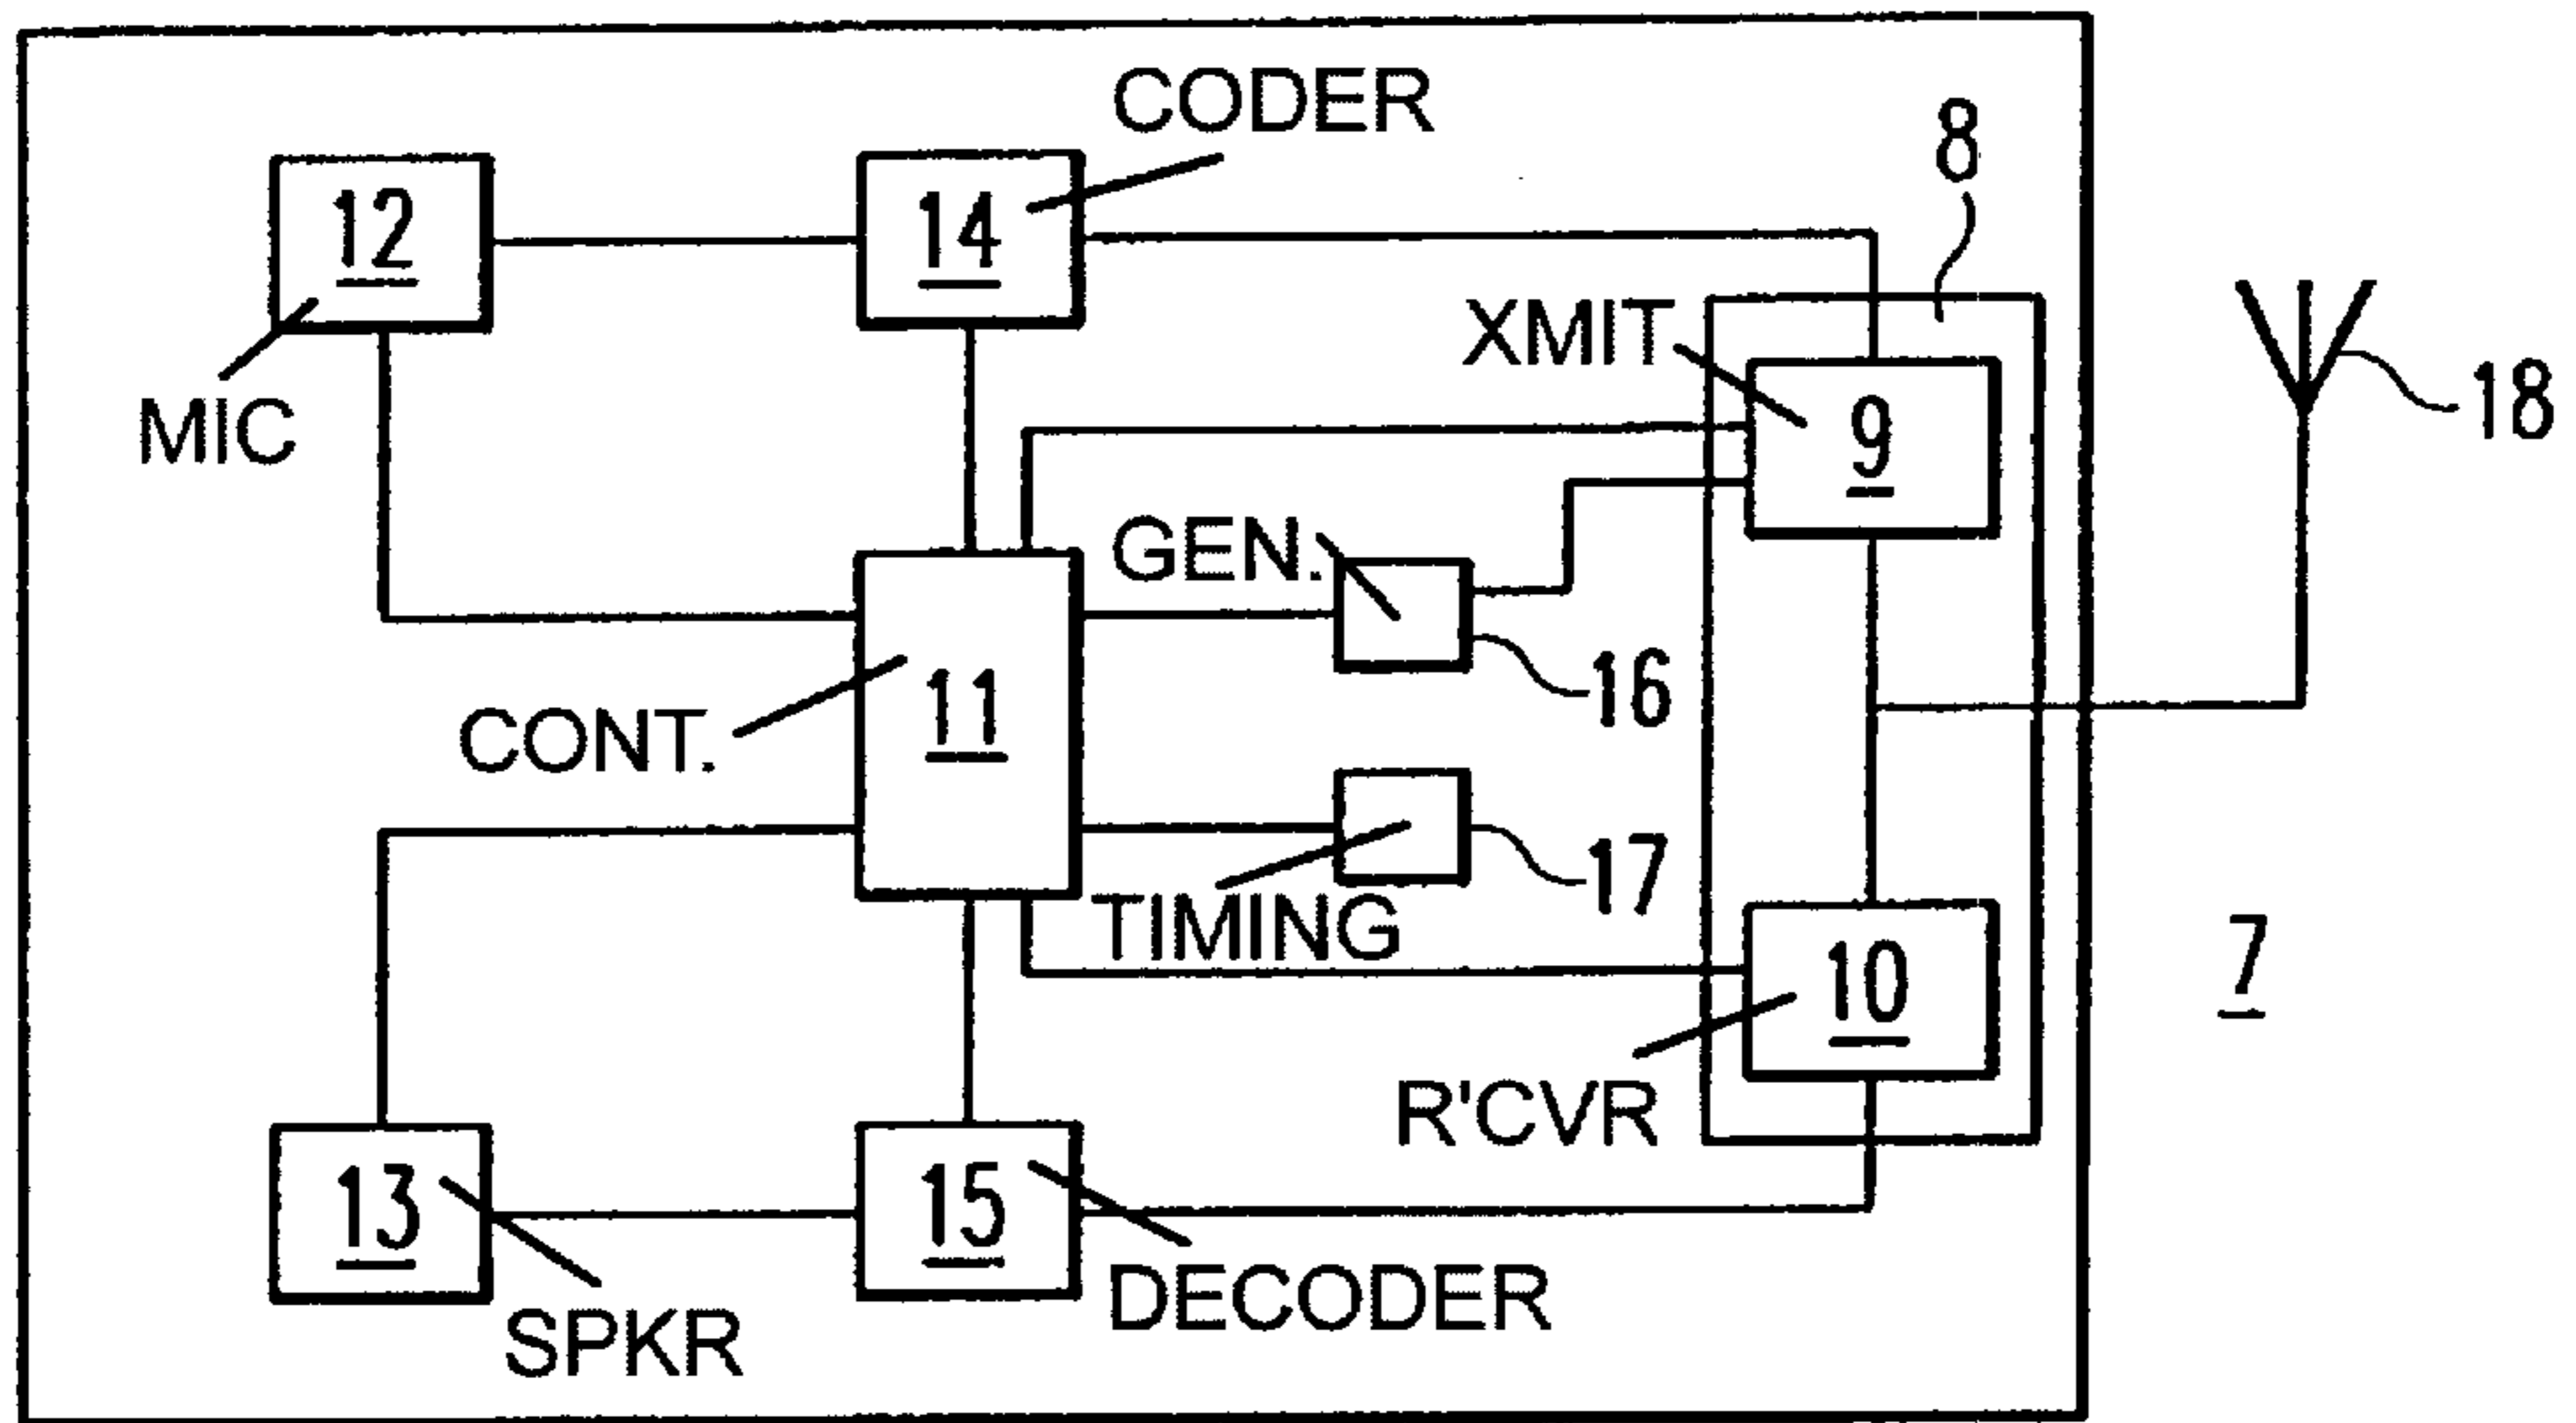 CODER
8
12
14
XMIT
MIC
9
18
GEN.
16
11
CONT.
17
TIMING
7
10
R'CVR
13
15
DECODER
SPKR